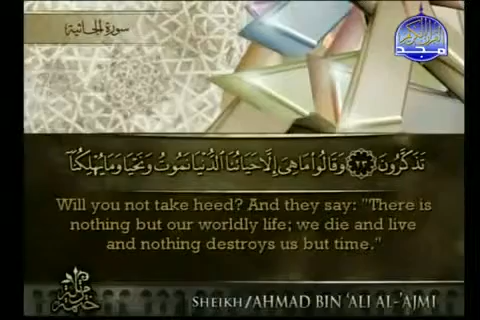 سورة الجاثية
تَذَكَّرُونَ ٢٣ وَقَالُوا مَا هِيَ إِلَّا حَيَاتُنَا الدُّنْيَا نَمُوتُ وَنَحْيَا وَمَا يُهْلِكُنَا
Will you not take heed? And they say: "There is
nothing but our worldly life; we die and live
and nothing destroys us but time."
SHEIKH/AHMAD BIN 'ALI AL-'AJMI